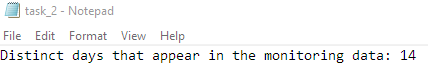 task_2 - Notepad
File Edit Format View Help
Distinct days that appear in the monitoring data: 14